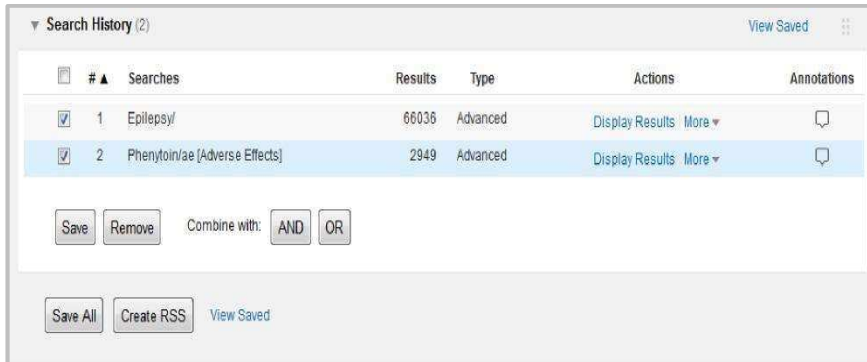 ▼ Search History (2) View Saved
# ▲ Searches Results Type Actions Annotations
1 Epilepsy/ 66036 Advanced Display Results More ▼
2 Phenytoin/ae [Adverse Effects] 2949 Advanced Display Results More ▼
Save Remove Combine with: AND OR
Save All Create RSS View Saved